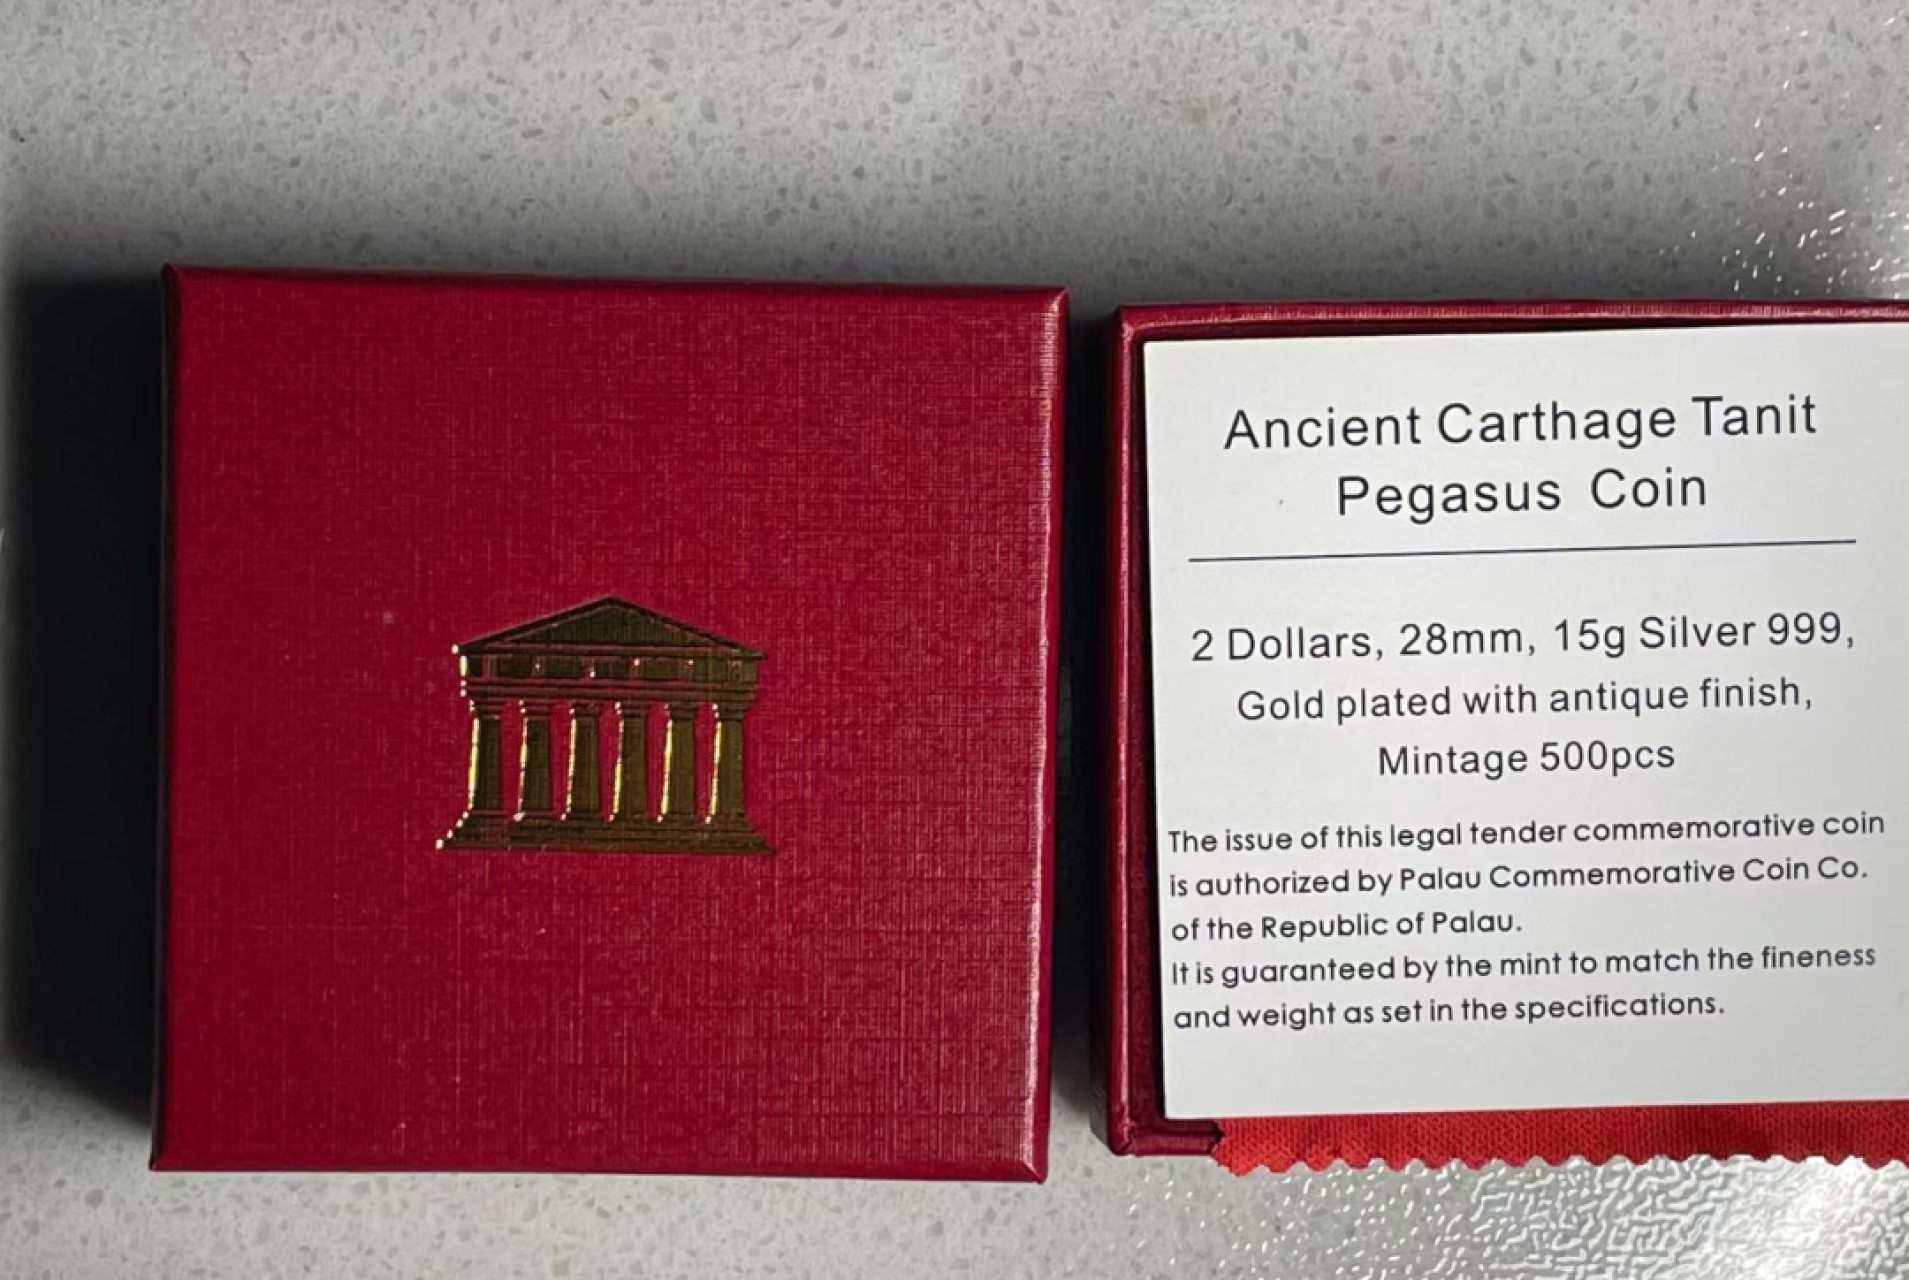 Ancient Carthage Tanit
Pegasus Coin
2 Dollars, 28mm, 15g Silver 999,
Gold plated with antique finish,
Mintage 500pcs
The issue of this legal tender commemorative coin
is authorized by Palau Commemorative Coin Co.
of the Republic of Palau.
It is guaranteed by the mint to match the fineness
and weight as set in the specifications.